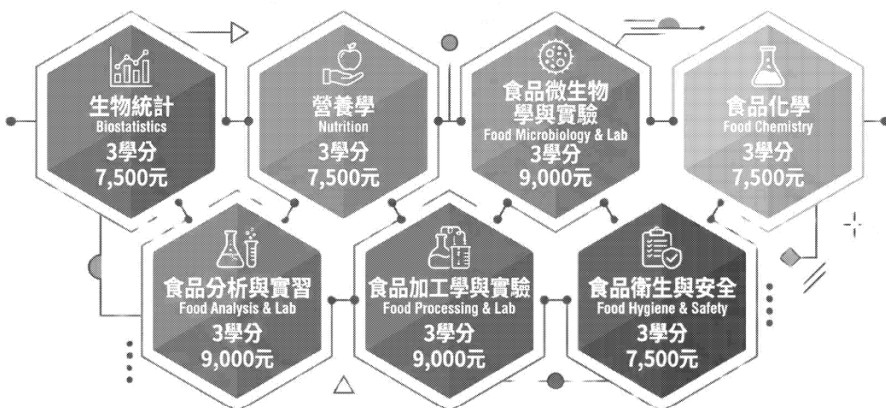 生物統計
Biostatistics
3學分
7,500元
營養學
Nutrition
3學分
7,500元
食品微生物
學與實驗
Food Microbiology & Lab
3學分
9,000元
食品化學
Food Chemistry
3學分
7,500元
食品分析與實習
Food Analysis & Lab
3學分
9,000元
食品加工學與實驗
Food Processing & Lab
3學分
9,000元
食品衛生與安全
Food Hygiene & Safety
3學分
7,500元